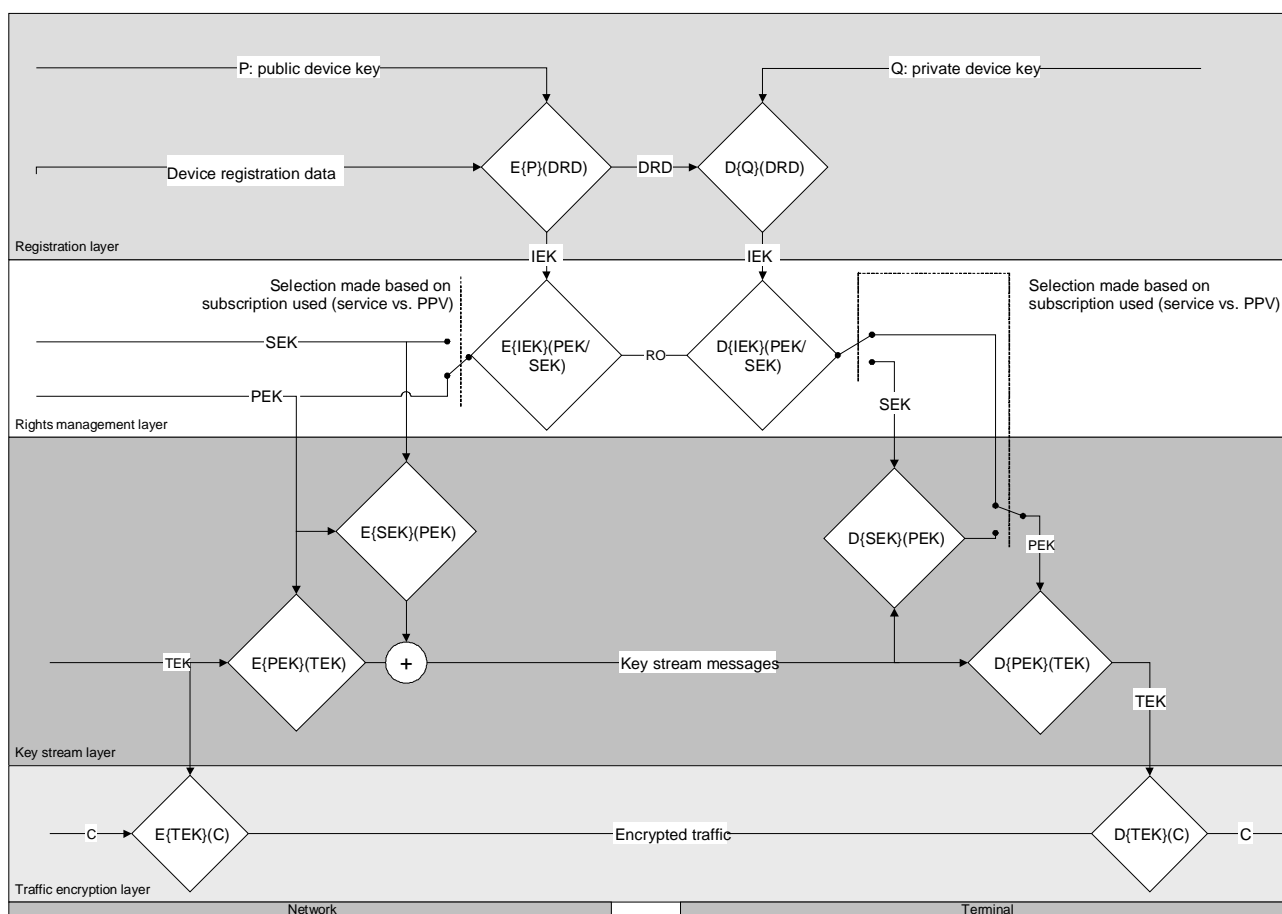 P: public device key
Q: private device key
E{P}(DRD)
DRD
D{Q}(DRD)
Device registration data
Registration layer
IEK
IEK
Selection made based on
subscription used (service vs. PPV)
Selection made based on
subscription used (service vs. PPV)
SEK
E{IEK}(PEK/
SEK)
RO
D{IEK}(PEK/
SEK)
PEK
SEK
Rights management layer
E{SEK}(PEK)
D{SEK}(PEK)
PEK
TEK
E{PEK}(TEK)
+
Key stream messages
D{PEK}(TEK)
TEK
Key stream layer
C
E{TEK}(C)
Encrypted traffic
D{TEK}(C)
C
Traffic encryption layer
Network
Terminal